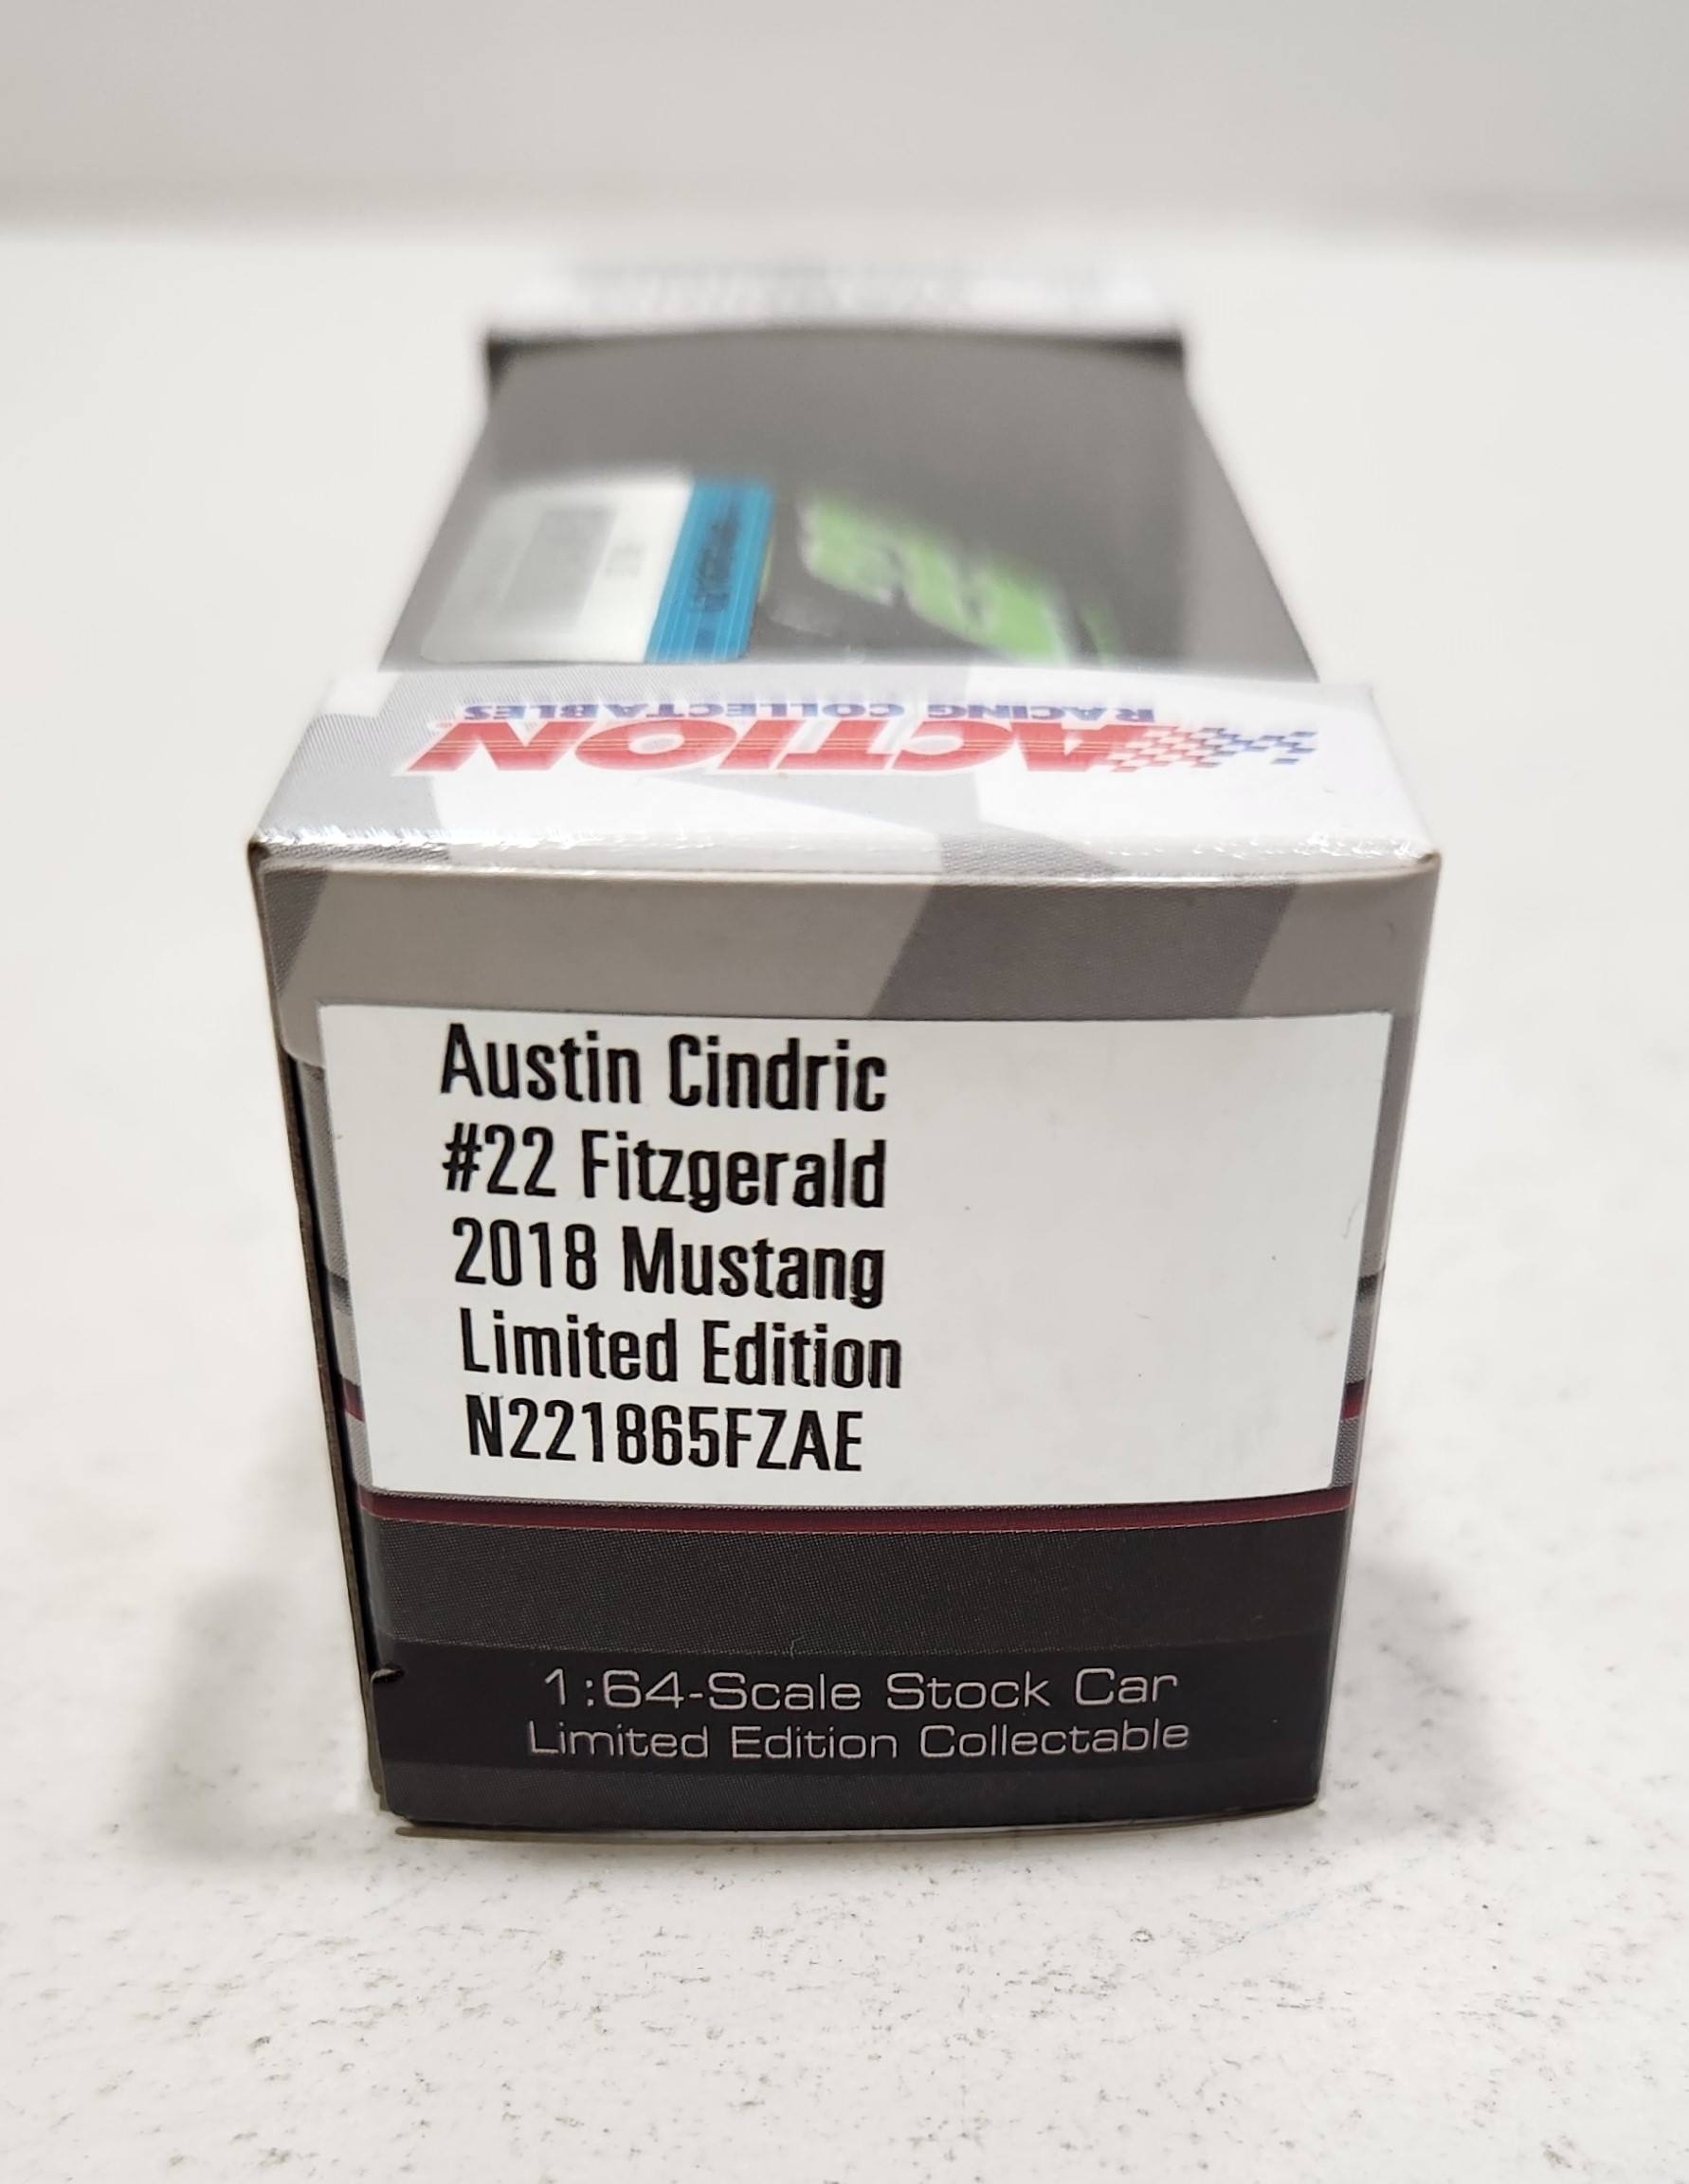 ACTION
RACING COLLECTABLES
Austin Cindric
#22 Fitzgerald
2018 Mustang
Limited Edition
N221865FZAE
1:64-Scale Stock Car
Limited Edition Collectable